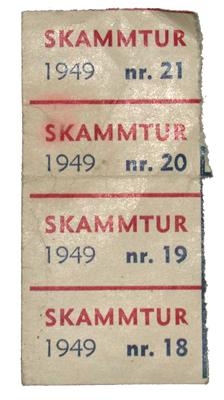 SKAMMTUR
1949 nr. 21
SKAMMTUR
1949 nr. 20
SKAMMTUR
1949 nr. 19
SKAMMTUR
1949 nr. 18